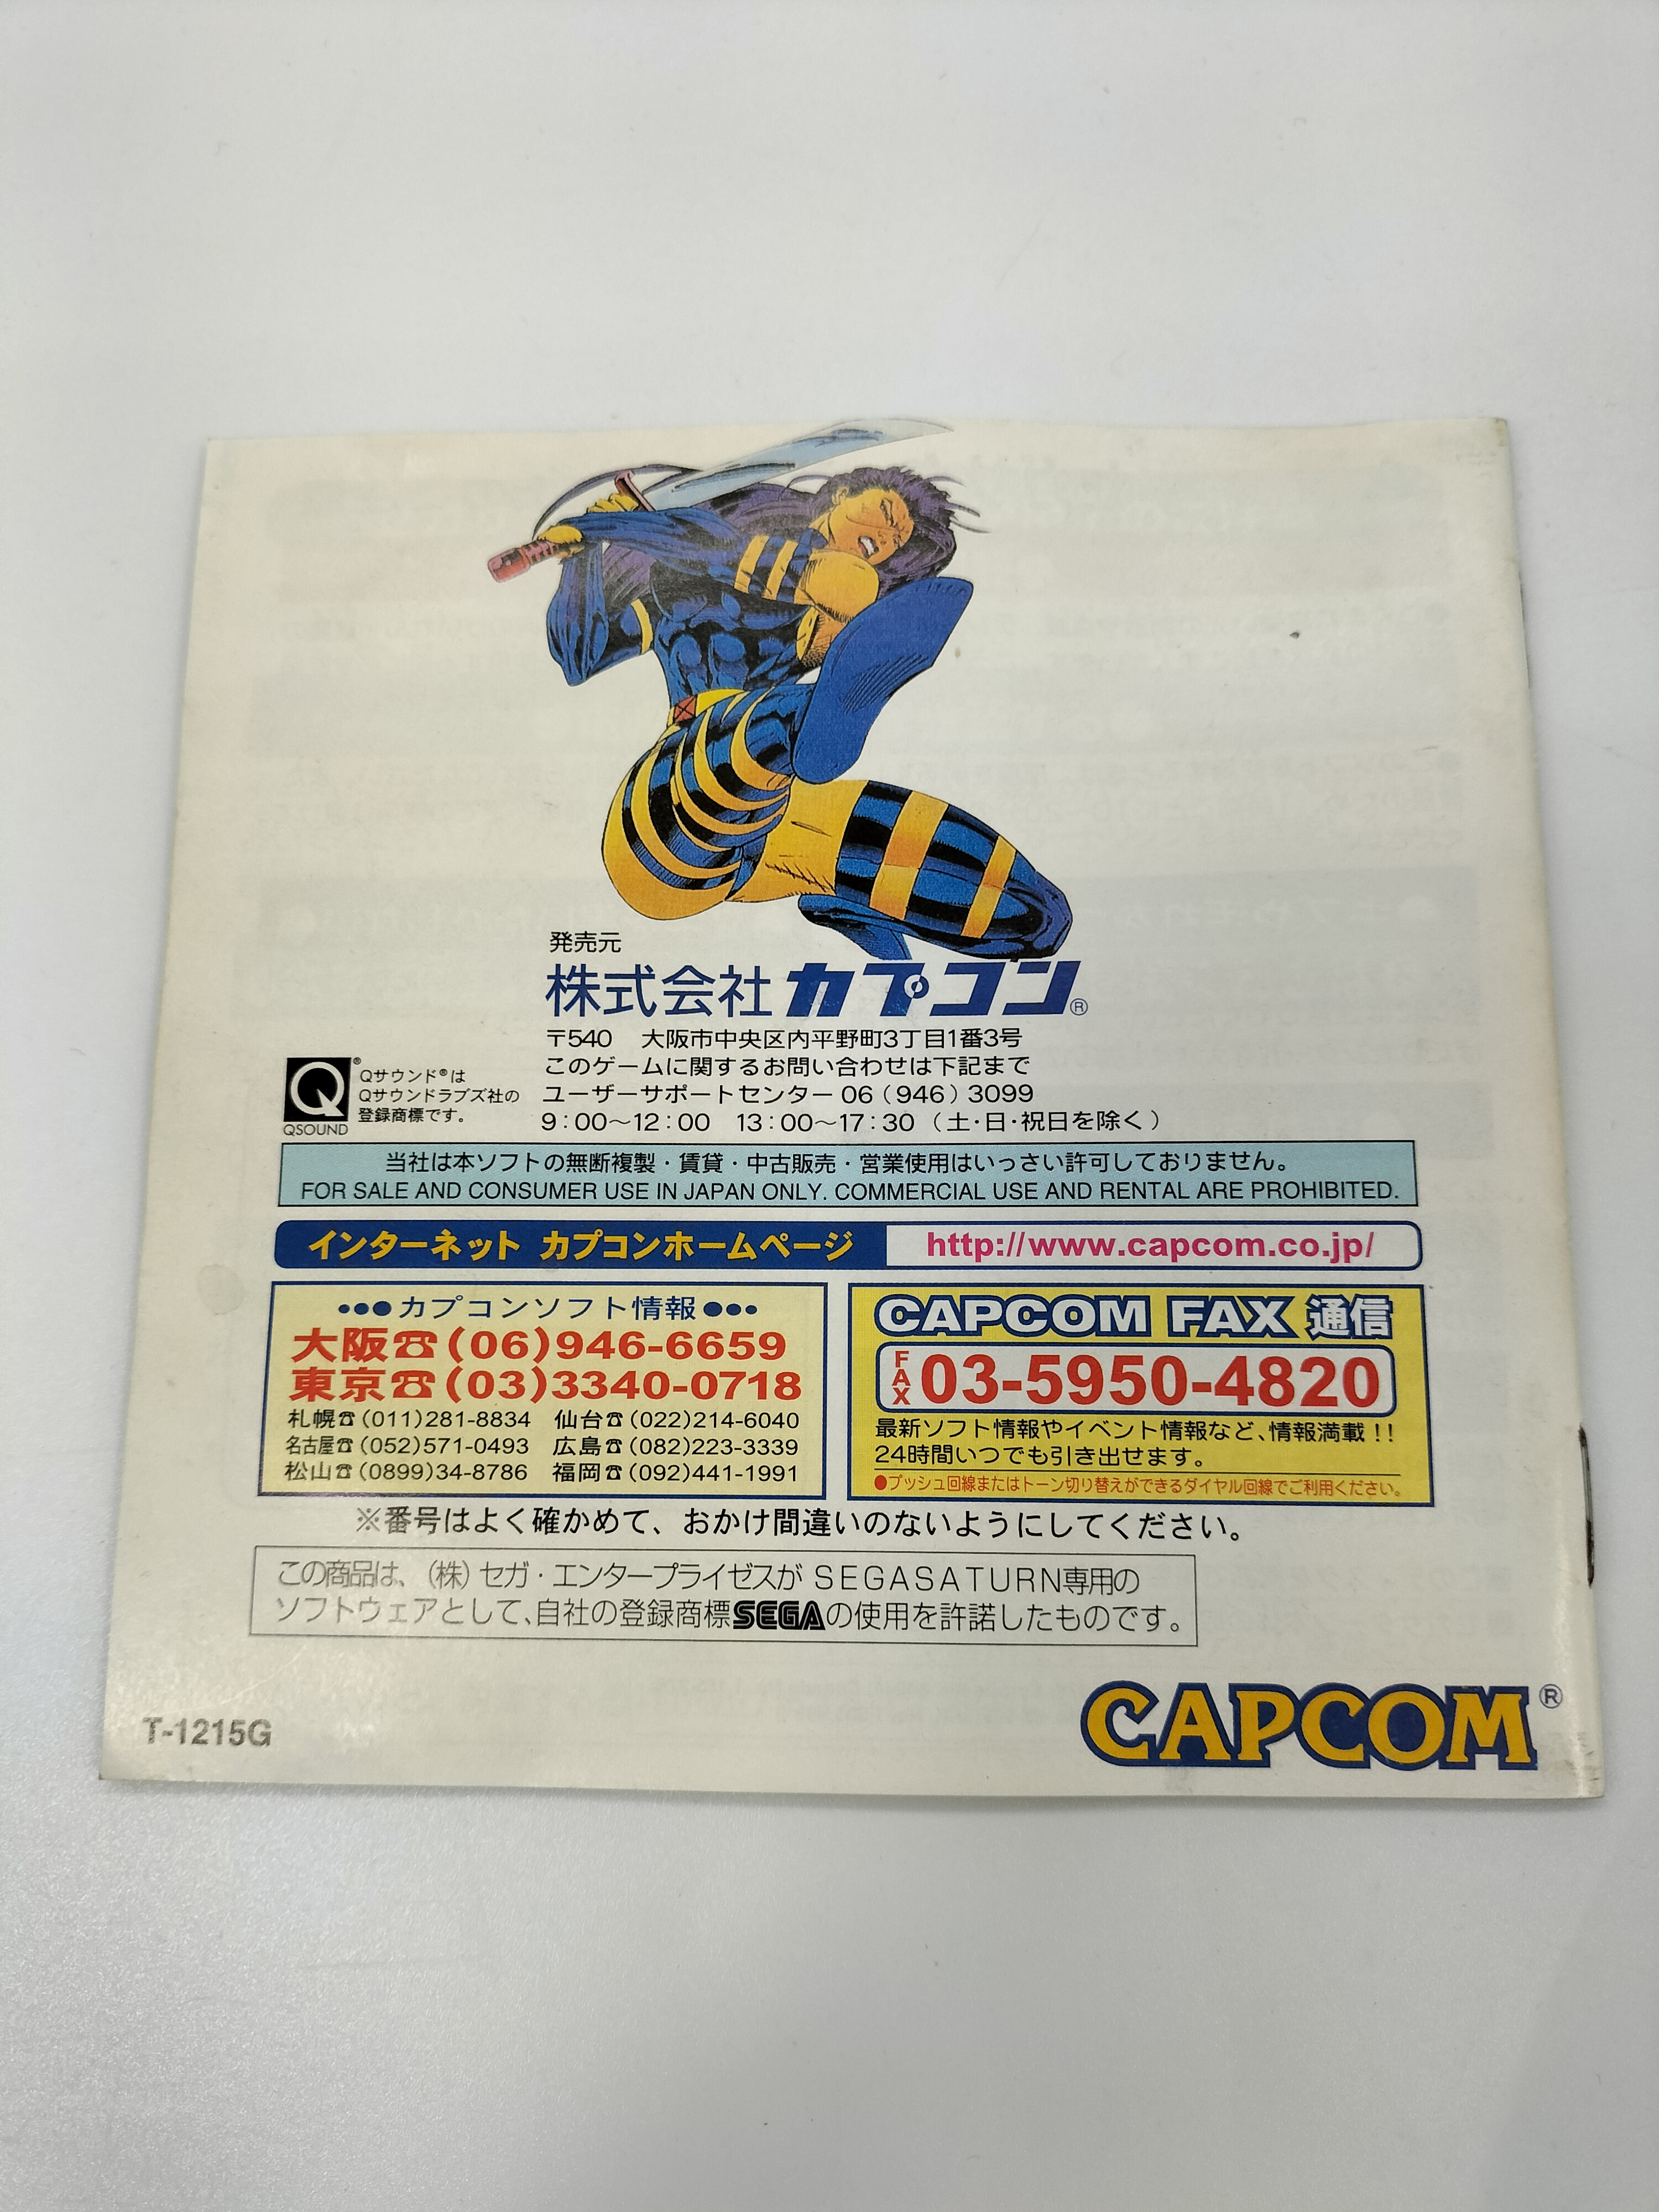 発売元
株式会社 カプコン®
〒540 大阪市中央区内平野町3丁目1番3号
このゲームに関するお問い合わせは下記まで
ユーザーサポートセンター 06（946）3099
9:00〜12:00 13:00〜17:30（土・日・祝日を除く）
Q®
QSOUND
Qサウンド®は
Qサウンドラブズ社の
登録商標です。
当社は本ソフトの無断複製・賃貸・中古販売・営業使用はいっさい許可しておりません。
FOR SALE AND CONSUMER USE IN JAPAN ONLY. COMMERCIAL USE AND RENTAL ARE PROHIBITED.
インターネット カプコンホームページ http://www.capcom.co.jp/
●●●カプコンソフト情報●●●
大阪☎(06)946-6659
東京☎(03)3340-0718
札幌☎(011)281-8834 仙台☎(022)214-6040
名古屋☎(052)571-0493 広島☎(082)223-3339
松山☎(0899)34-8786 福岡☎(092)441-1991
CAPCOM FAX 通信
FAX 03-5950-4820
最新ソフト情報やイベント情報など、情報満載！！
24時間いつでも引き出せます。
●プッシュ回線またはトーン切り替えができるダイヤル回線でご利用ください。
※番号はよく確かめて、おかけ間違いのないようにしてください。
この商品は、（株）セガ・エンタープライゼスが SEGASATURN専用の
ソフトウェアとして、自社の登録商標SEGAの使用を許諾したものです。
T-1215G
CAPCOM®